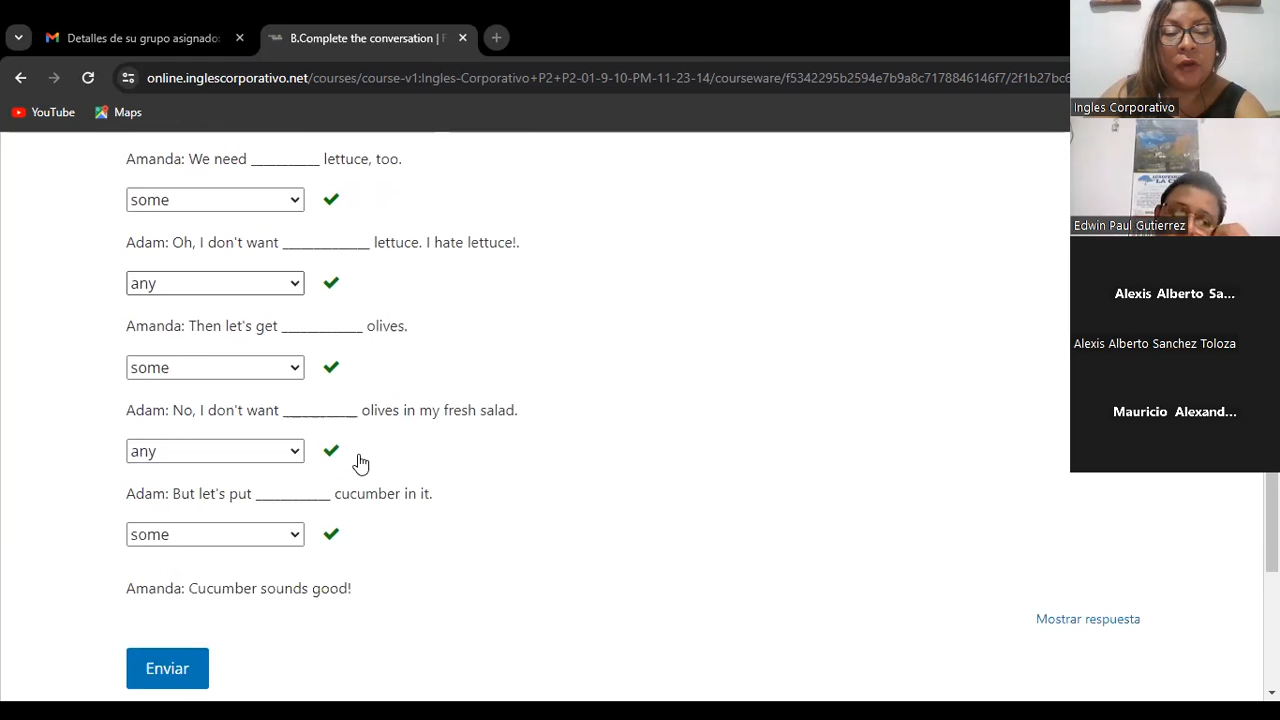 Detalles de su grupo asignado:
B.Complete the conversation |
online.inglescorporativo.net/courses/course-v1:Ingles-Corporativo+P2+P2-01-9-10-PM-11-23-14/courseware/f5342295b2594e7b9a8c7178846146f7/2f1b27bc6
YouTube
Maps
Amanda: We need ___________ lettuce, too.
some
Adam: Oh, I don't want ______________ lettuce. I hate lettuce!.
any
Amanda: Then let's get _____________ olives.
some
Adam: No, I don't want ____________ olives in my fresh salad.
any
Adam: But let's put ____________ cucumber in it.
some
Amanda: Cucumber sounds good!
Mostrar respuesta
Enviar
Ingles Corporativo
Edwin Paul Gutierrez
Alexis Alberto Sa...
Alexis Alberto Sanchez Toloza
Mauricio Alexand...